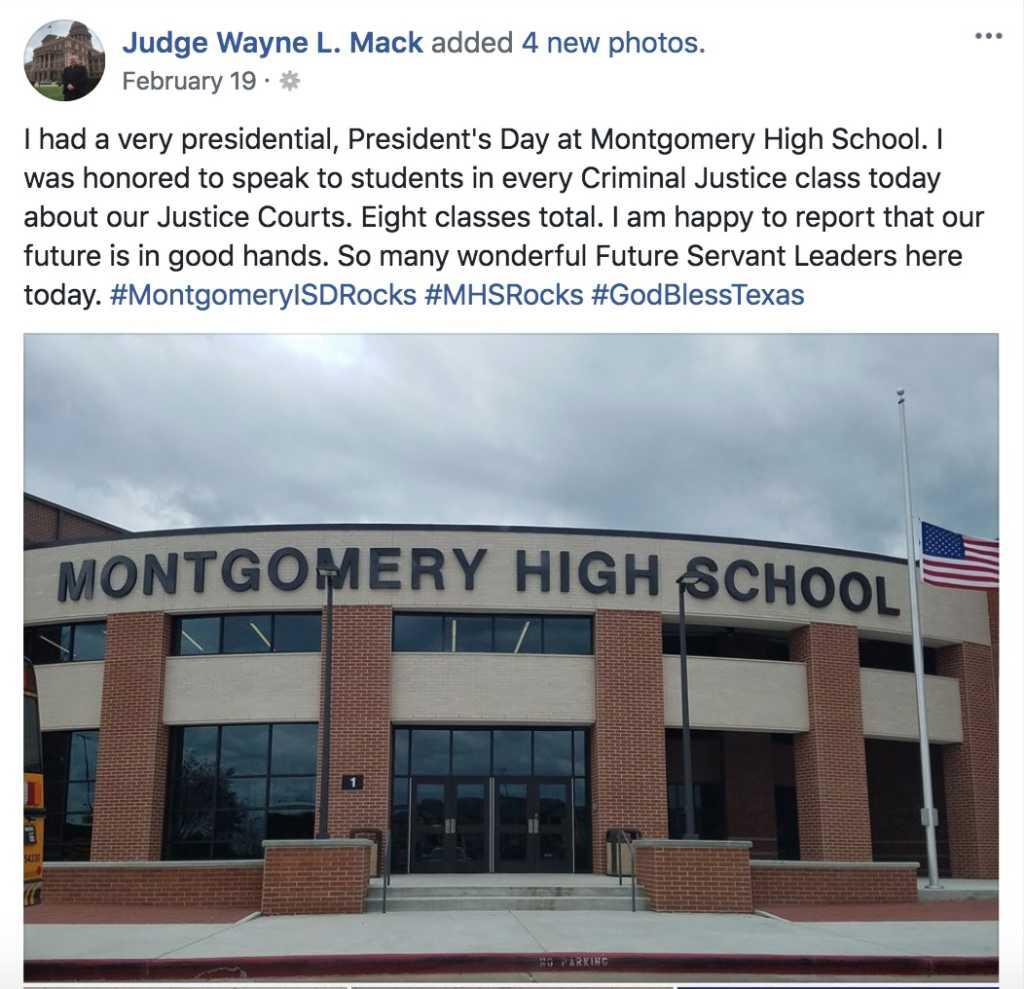 Judge Wayne L. Mack added 4 new photos.
February 19 ·
I had a very presidential, President's Day at Montgomery High School. I
was honored to speak to students in every Criminal Justice class today
about our Justice Courts. Eight classes total. I am happy to report that our
future is in good hands. So many wonderful Future Servant Leaders here
today. #MontgomeryISDRocks #MHSRocks #GodBlessTexas
MONTGOMERY HIGH SCHOOL
1
NO PARKING